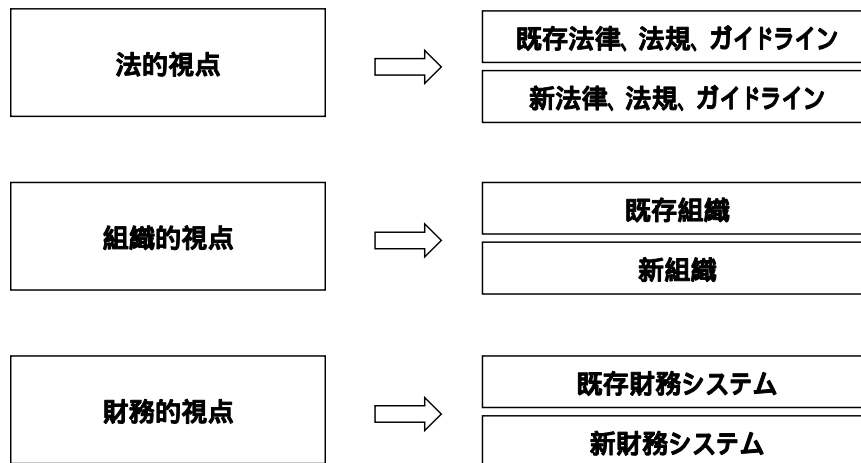 法的視点
既存法律、法規、ガイドライン
新法律、法規、ガイドライン
組織的視点
既存組織
新組織
財務的視点
既存財務システム
新財務システム